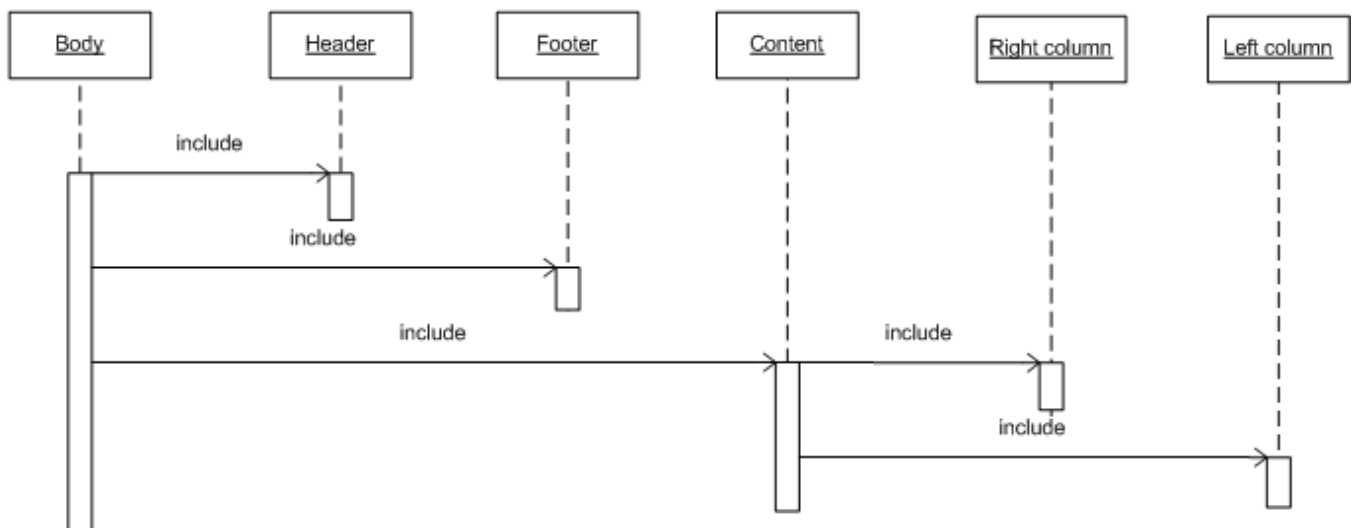 Body
Header
Footer
Content
Right column
Left column
include
include
include
include
include